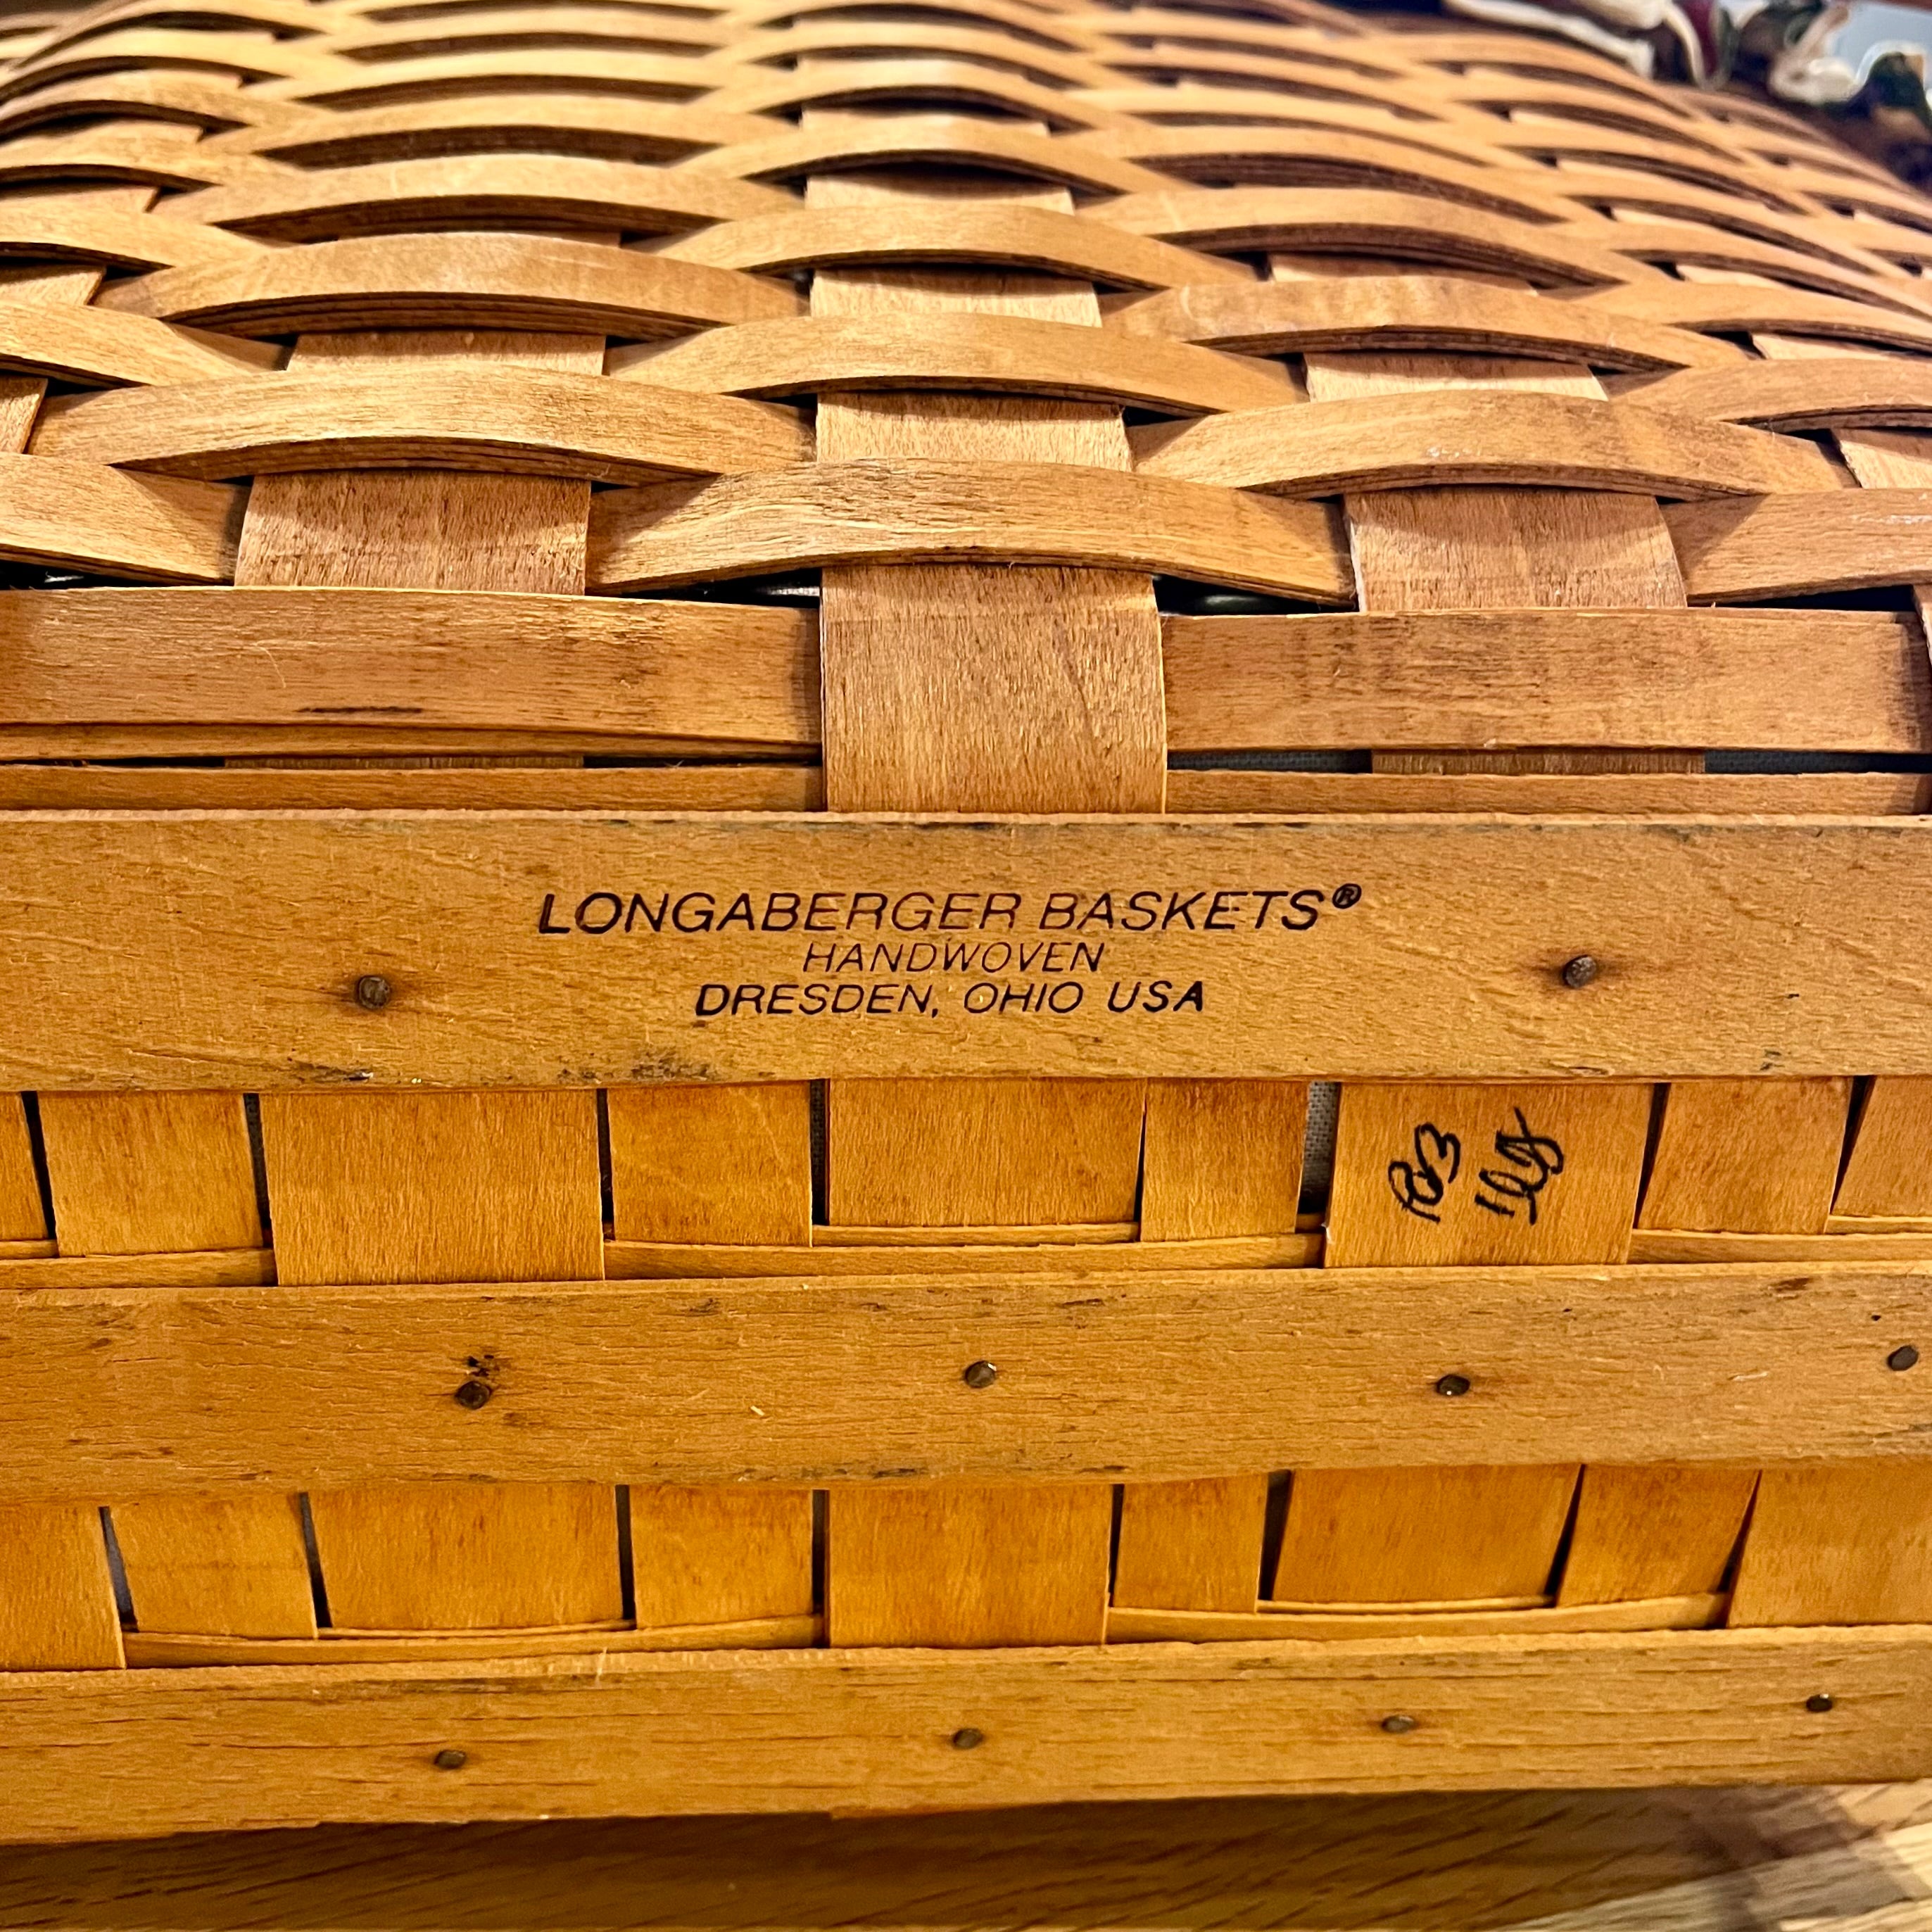 LONGABERGER BASKETS®
HANDWOVEN
DRESDEN, OHIO USA